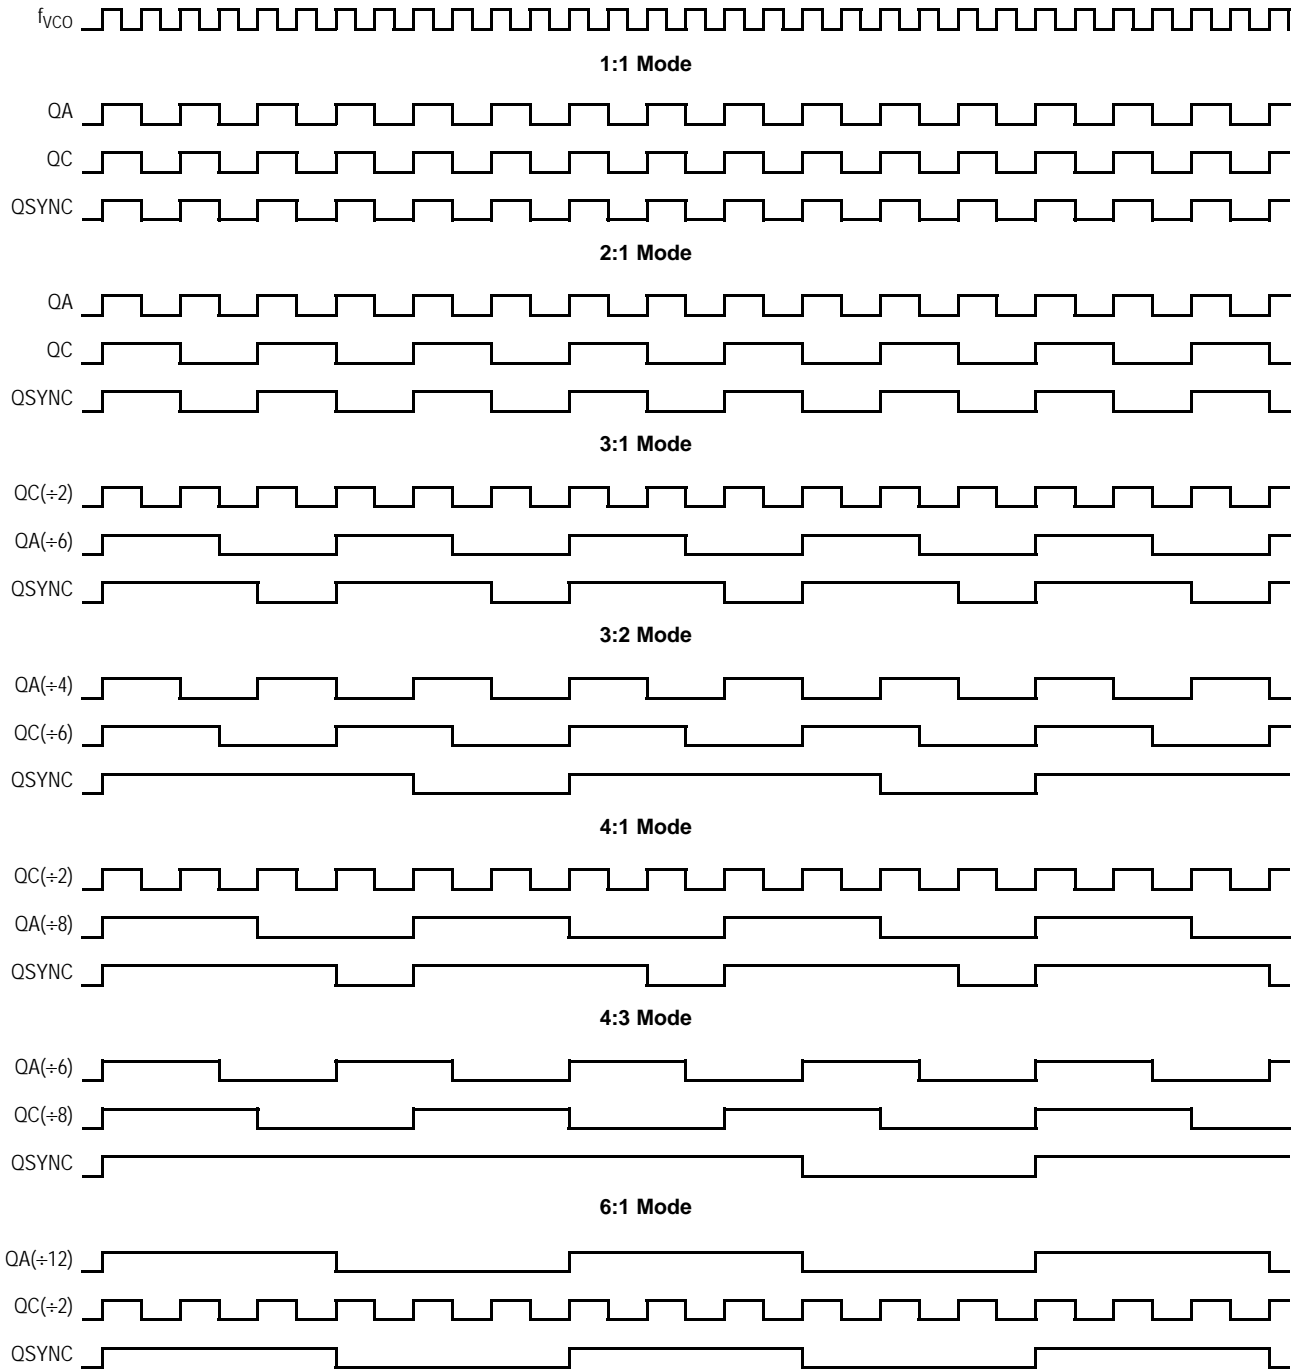 fVCO
1:1 Mode
QA
QC
QSYNC
2:1 Mode
QA
QC
QSYNC
3:1 Mode
QC(÷2)
QA(÷6)
QSYNC
3:2 Mode
QA(÷4)
QC(÷6)
QSYNC
4:1 Mode
QC(÷2)
QA(÷8)
QSYNC
4:3 Mode
QA(÷6)
QC(÷8)
QSYNC
6:1 Mode
QA(÷12)
QC(÷2)
QSYNC